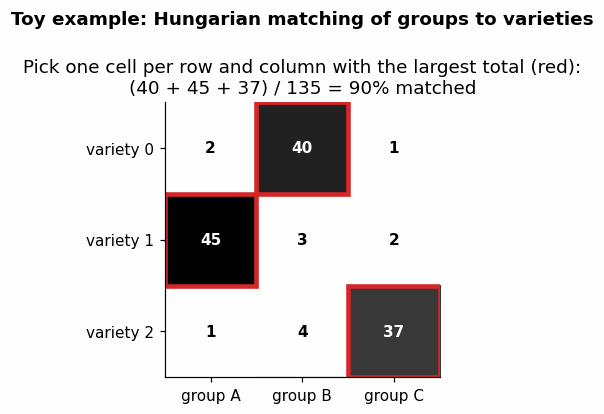 Toy example: Hungarian matching of groups to varieties
Pick one cell per row and column with the largest total (red):
(40 + 45 + 37) / 135 = 90% matched
variety 0 2 40 1
variety 1 45 3 2
variety 2 1 4 37
group A group B group C